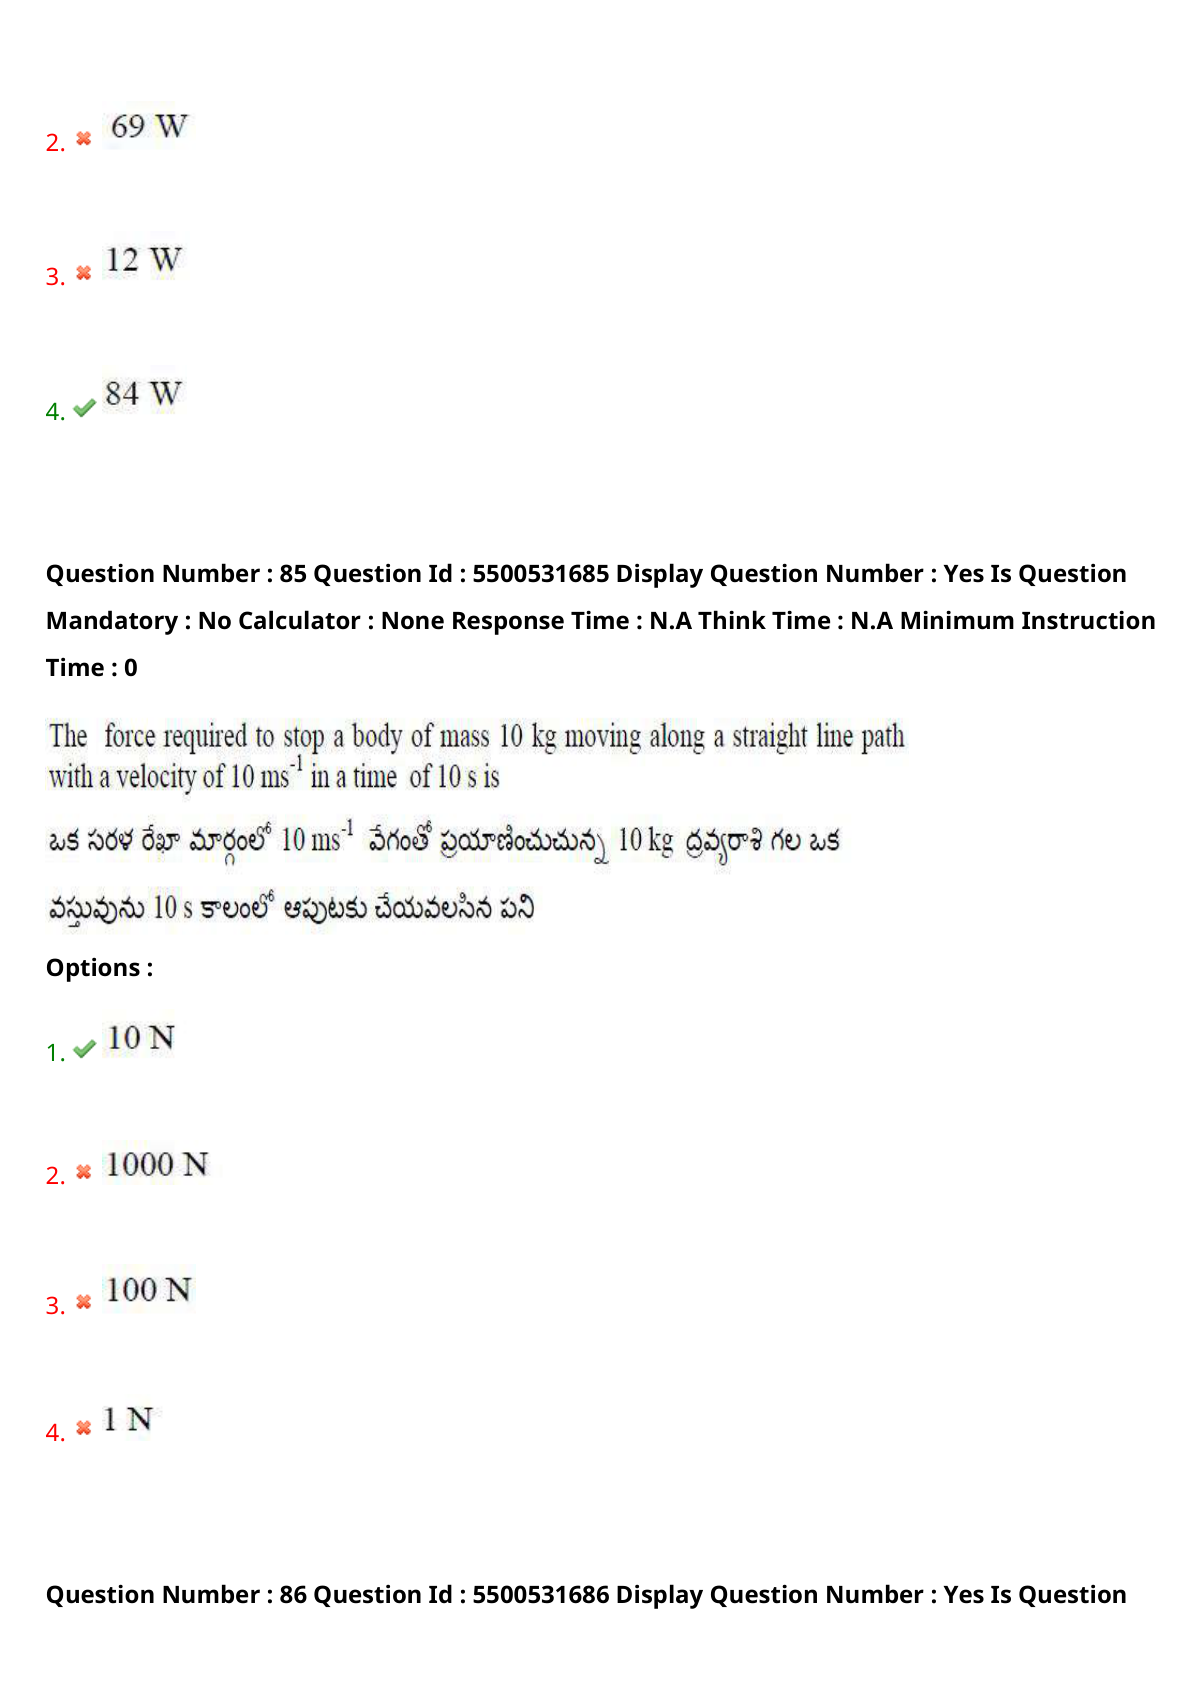 2. 69 W
3. 12 W
4. 84 W
Question Number : 85 Question Id : 5500531685 Display Question Number : Yes Is Question
Mandatory : No Calculator : None Response Time : N.A Think Time : N.A Minimum Instruction
Time : 0
The force required to stop a body of mass 10 kg moving along a straight line path
with a velocity of 10 ms⁻¹ in a time of 10 s is
ఒక సరళ రేఖా మార్గంలో 10 ms⁻¹ వేగంతో ప్రయాణించుచున్న 10 kg ద్రవ్యరాశి గల ఒక
వస్తువును 10 s కాలంలో ఆపుటకు చేయవలసిన పని
Options :
1. 10 N
2. 1000 N
3. 100 N
4. 1 N
Question Number : 86 Question Id : 5500531686 Display Question Number : Yes Is Question